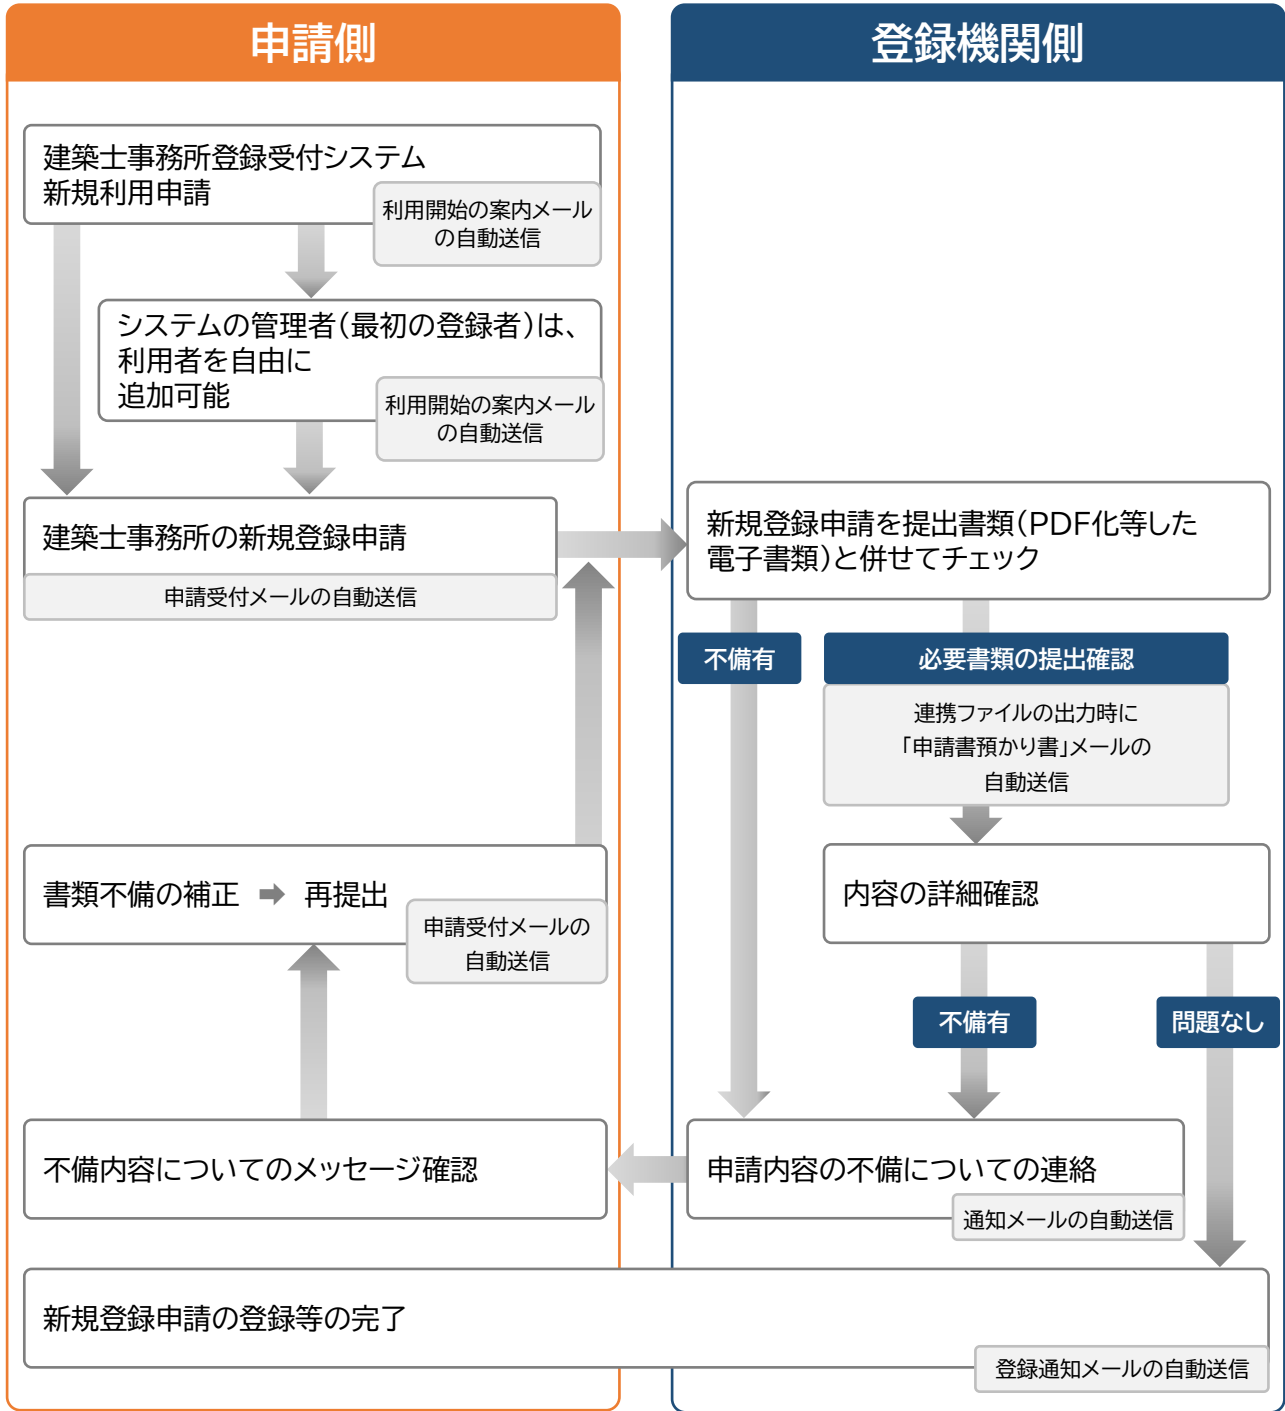 申請側
登録機関側
建築士事務所登録受付システム
新規利用申請
利用開始の案内メール
の自動送信
システムの管理者(最初の登録者)は、
利用者を自由に
追加可能
利用開始の案内メール
の自動送信
建築士事務所の新規登録申請
申請受付メールの自動送信
新規登録申請を提出書類(PDF化等した
電子書類)と併せてチェック
不備有
必要書類の提出確認
連携ファイルの出力時に
「申請書預かり書」メールの
自動送信
書類不備の補正 ➡ 再提出
申請受付メールの
自動送信
内容の詳細確認
不備有
問題なし
不備内容についてのメッセージ確認
申請内容の不備についての連絡
通知メールの自動送信
新規登録申請の登録等の完了
登録通知メールの自動送信